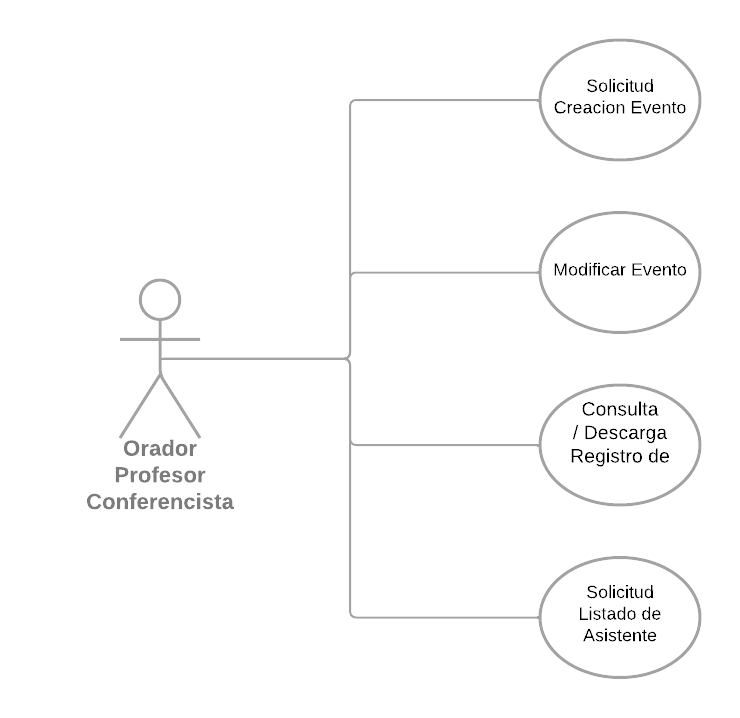 Solicitud
Creacion Evento
Modificar Evento
Orador
Profesor
Conferencista
Consulta
/ Descarga
Registro de
Solicitud
Listado de
Asistente